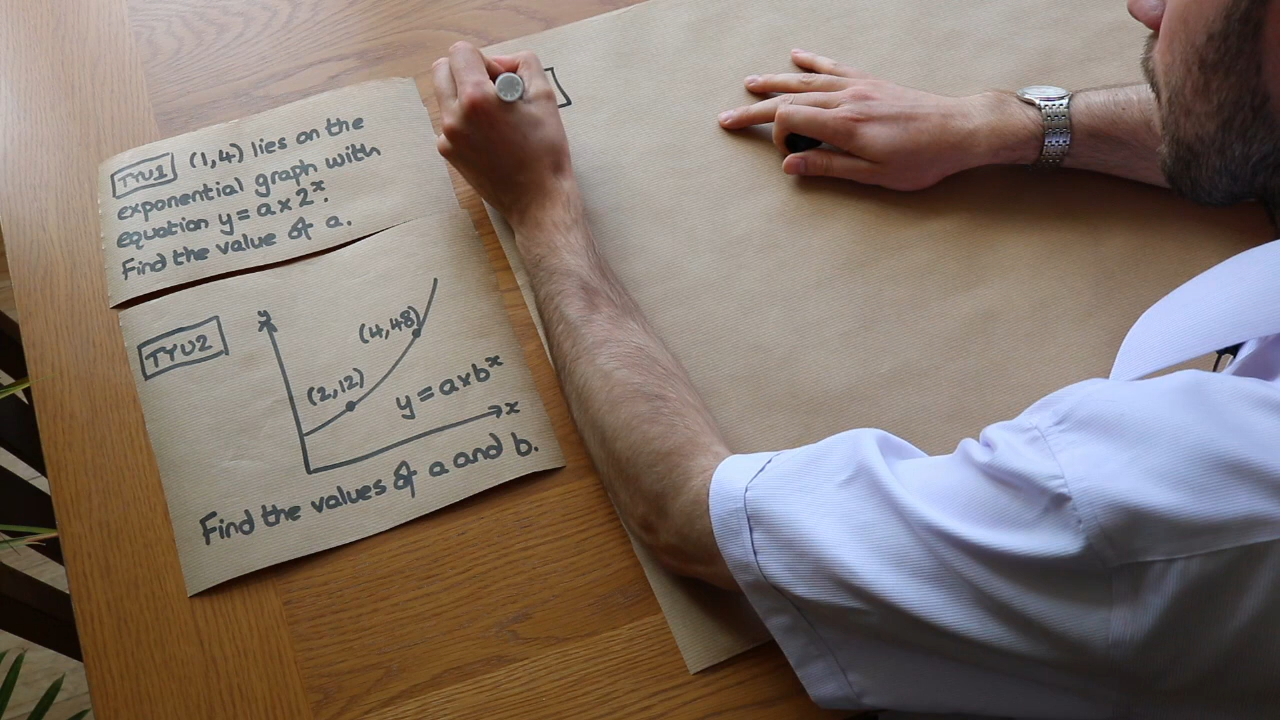 TYU1 (1,4) lies on the
exponential graph with
equation y = a x 2ˣ.
Find the value of a.
TYU2
y
(4,48)
(2,12)
y = a x bˣ
x
Find the values of a and b.